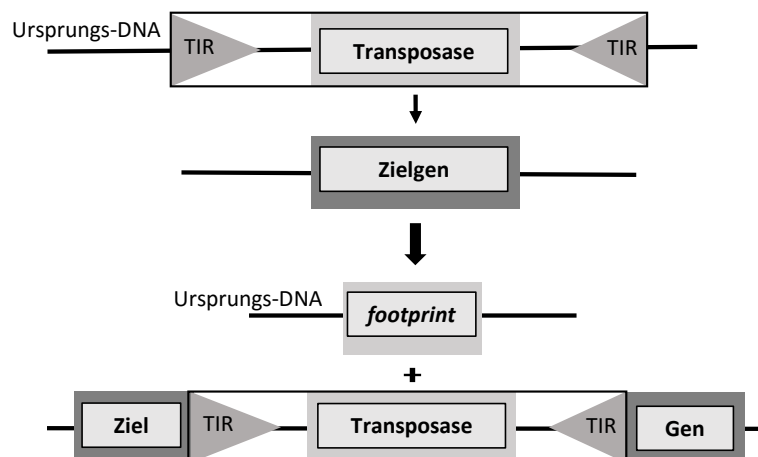 Ursprungs-DNA
TIR
Transposase
TIR
Zielgen
Ursprungs-DNA
footprint
+
Ziel
TIR
Transposase
TIR
Gen